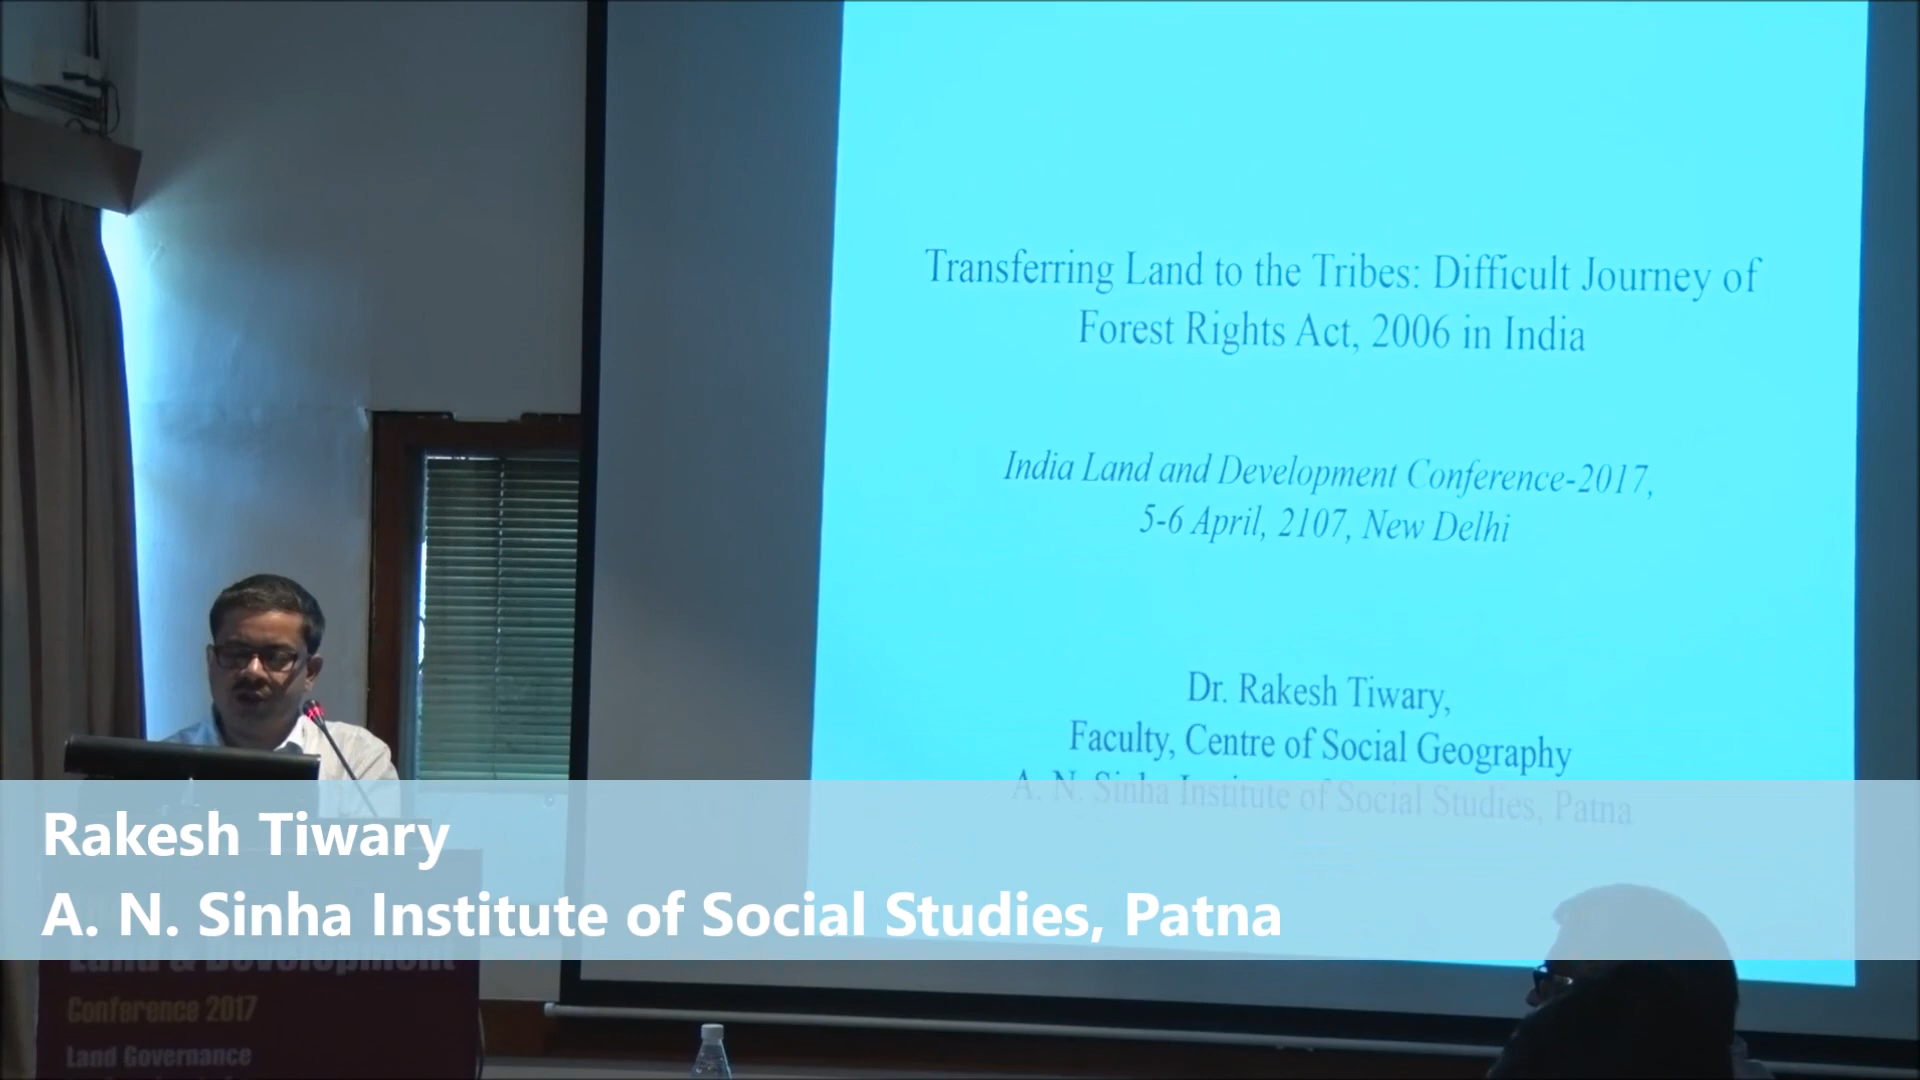 Transferring Land to the Tribes: Difficult Journey of
Forest Rights Act, 2006 in India
India Land and Development Conference-2017,
5-6 April, 2107, New Delhi
Dr. Rakesh Tiwary,
Faculty, Centre of Social Geography
A. N. Sinha Institute of Social Studies, Patna
Rakesh Tiwary
A. N. Sinha Institute of Social Studies, Patna
Land & Development
Conference 2017
Land Governance